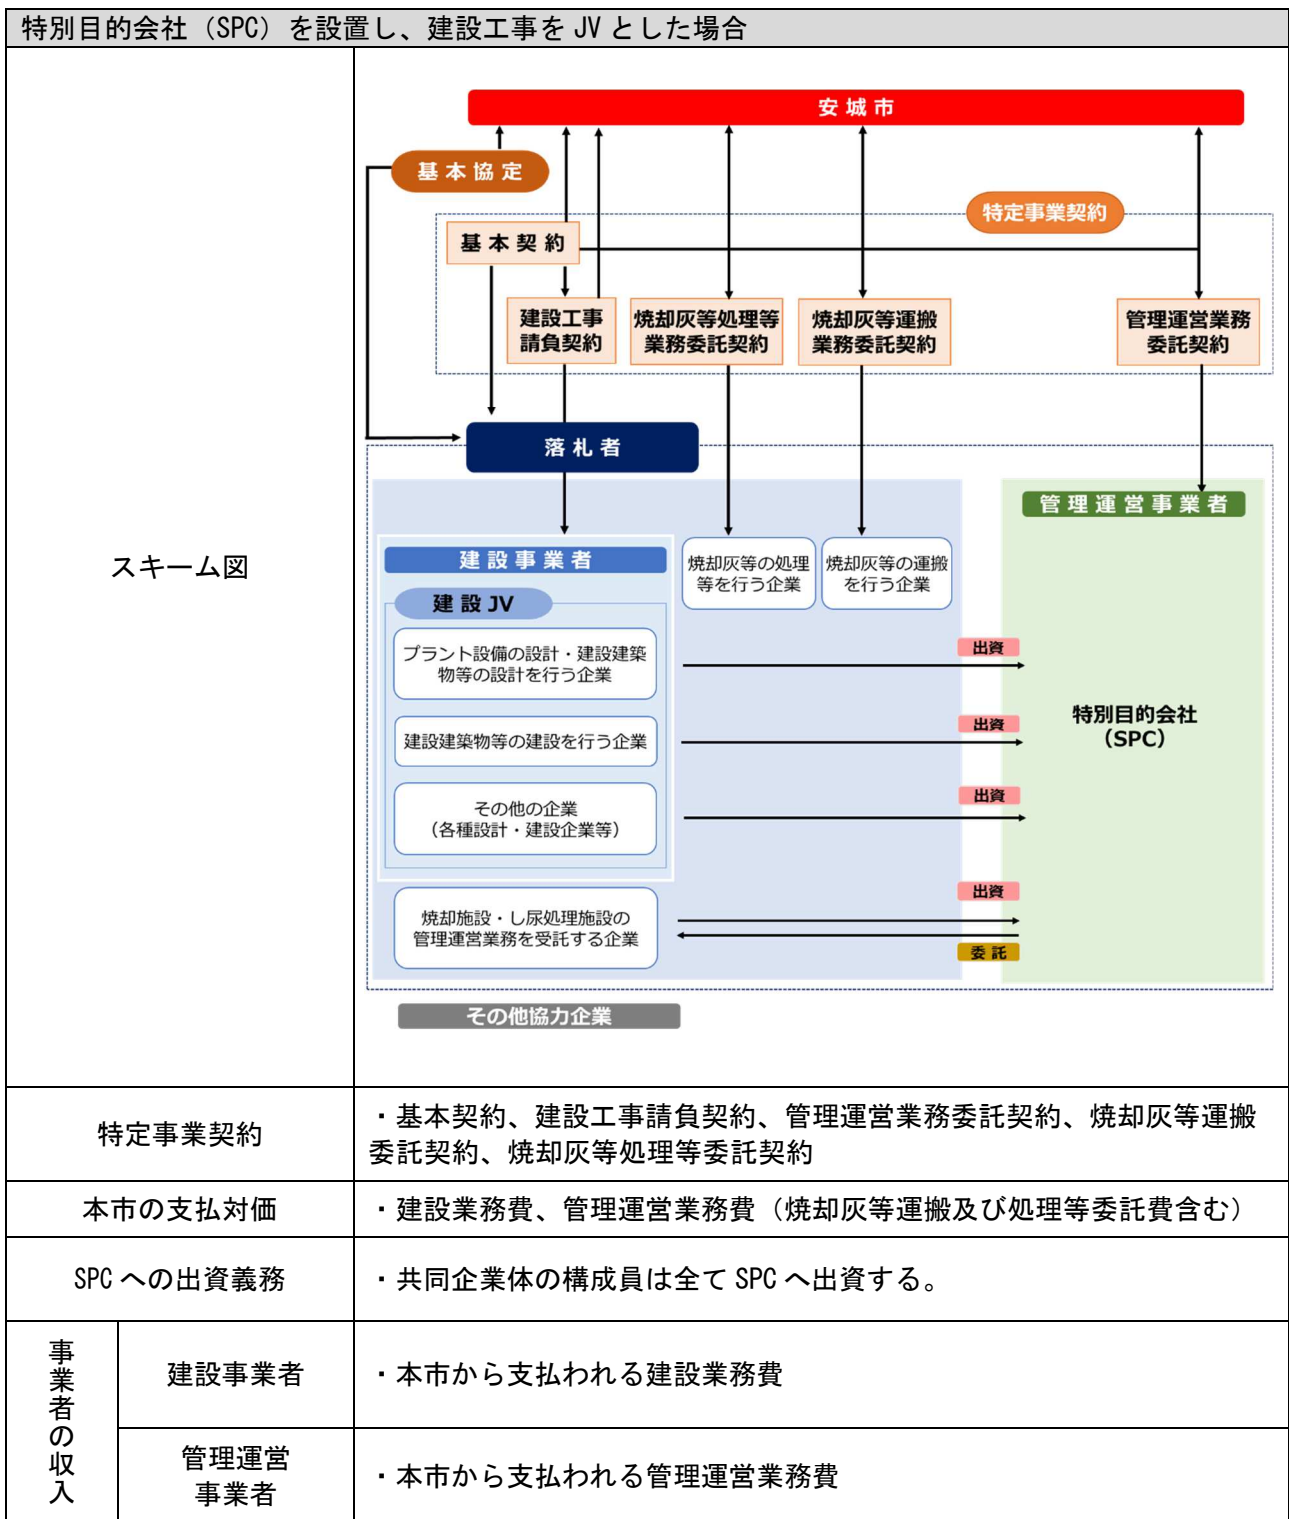 特別目的会社（SPC）を設置し、建設工事を JV とした場合
スキーム図
安城市
基本協定
特定事業契約
基本契約
建設工事
請負契約
焼却灰等処理等
業務委託契約
焼却灰等運搬
業務委託契約
管理運営業務
委託契約
落札者
管理運営事業者
建設事業者
焼却灰等の処理
等を行う企業
焼却灰等の運搬
を行う企業
建設 JV
プラント設備の設計・建設建築
物等の設計を行う企業
出資
建設建築物等の建設を行う企業
出資
特別目的会社
（SPC）
その他の企業
（各種設計・建設企業等）
出資
焼却施設・し尿処理施設の
管理運営業務を受託する企業
出資
委託
その他協力企業
特定事業契約
・基本契約、建設工事請負契約、管理運営業務委託契約、焼却灰等運搬
委託契約、焼却灰等処理等委託契約
本市の支払対価
・建設業務費、管理運営業務費（焼却灰等運搬及び処理等委託費含む）
SPC への出資義務
・共同企業体の構成員は全て SPC へ出資する。
事業者の収入
建設事業者
・本市から支払われる建設業務費
管理運営
事業者
・本市から支払われる管理運営業務費